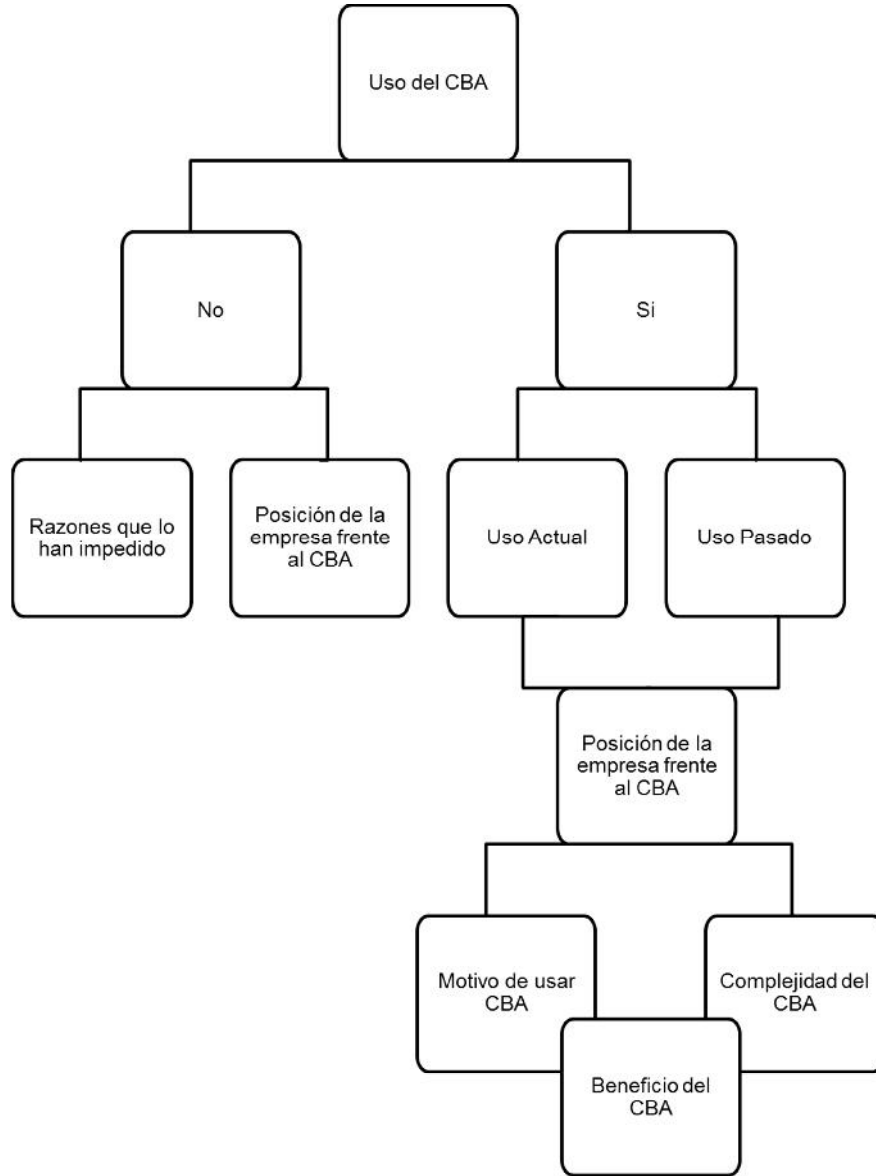 Uso del CBA
No
Si
Razones que lo
han impedido
Posición de la
empresa frente
al CBA
Uso Actual
Uso Pasado
Posición de la
empresa frente
al CBA
Motivo de usar
CBA
Complejidad del
CBA
Beneficio del
CBA